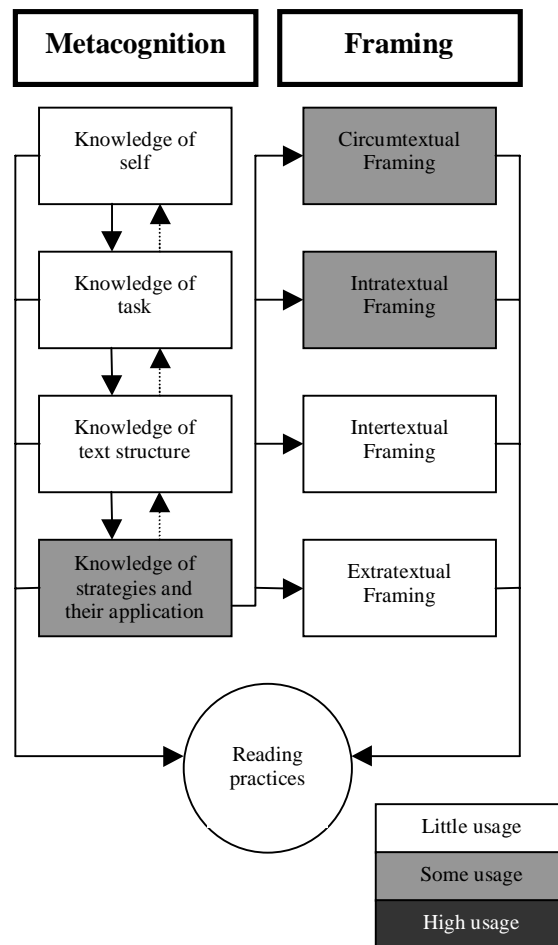 Metacognition
Framing
Knowledge of
self
Knowledge of
task
Knowledge of
text structure
Knowledge of
strategies and
their application
Circumtextual
Framing
Intratextual
Framing
Intertextual
Framing
Extratextual
Framing
Reading
practices
Little usage
Some usage
High usage